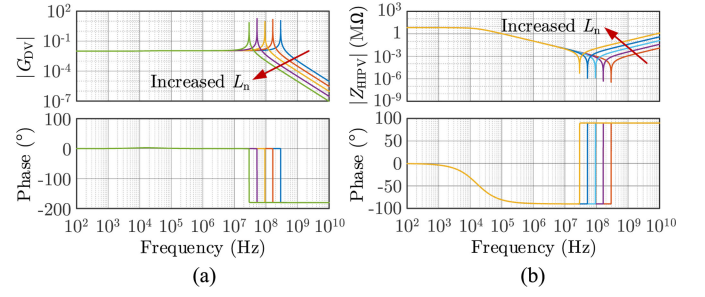 |G_DV|
10^2
10^-1
10^-4
10^-7
Increased L_n
Phase (°)
100
0
-100
-200
10^2 10^3 10^4 10^5 10^6 10^7 10^8 10^9 10^10
Frequency (Hz)
(a)
|Z_HIPV| (MΩ)
10^3
10^0
10^-3
10^-6
10^-9
Increased L_n
Phase (°)
100
50
0
-50
-100
10^2 10^3 10^4 10^5 10^6 10^7 10^8 10^9 10^10
Frequency (Hz)
(b)